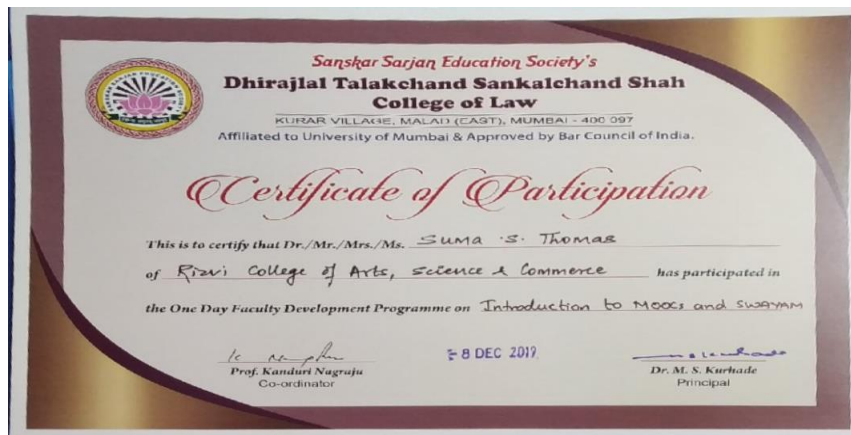 Sanskar Sarjan Education Society's
Dhirajlal Talakchand Sankalchand Shah
College of Law
KURAR VILLAGE, MALAD (EAST), MUMBAI - 400 097
Affiliated to University of Mumbai & Approved by Bar Council of India.
Certificate of Participation
This is to certify that Dr./Mr./Mrs./Ms. Suma S. Thomas
of Rizvi College of Arts, Science & Commerce has participated in
the One Day Faculty Development Programme on Introduction to MOOCs and SWAYAM
8 DEC 2019
Prof. Kanduri Nagraju
Co-ordinator
Dr. M. S. Kurhade
Principal